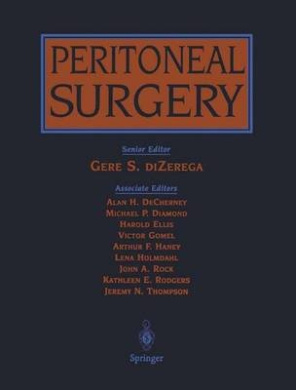 PERITONEAL
SURGERY
Senior Editor
GERE S. DIZEREGA
Associate Editors
ALAN H. DECHERNEY
MICHAEL P. DIAMOND
HAROLD ELLIS
VICTOR GOMEL
ARTHUR F. HANEY
LENA HOLMDAHL
JOHN A. ROCK
KATHLEEN E. RODGERS
JEREMY N. THOMPSON
Springer